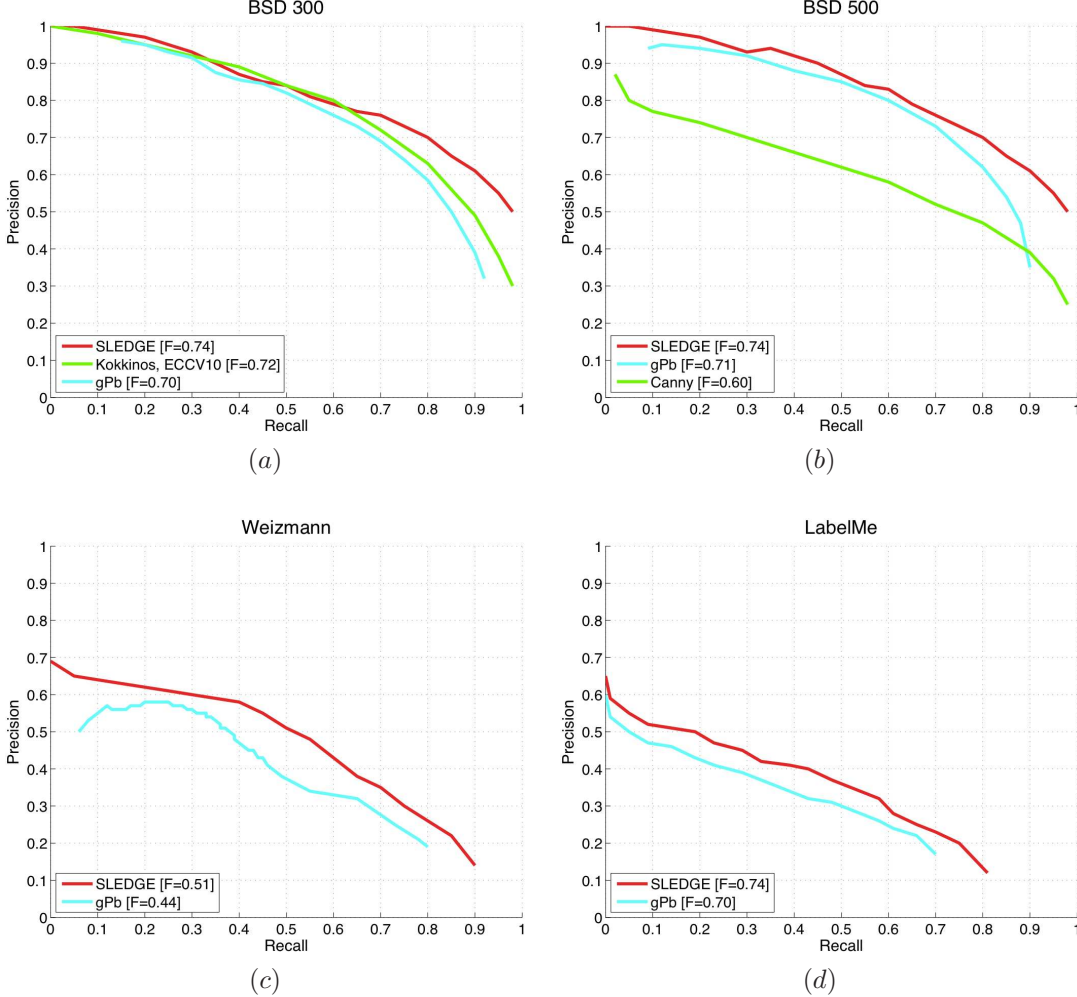 BSD 300
Precision
1
0.9
0.8
0.7
0.6
0.5
0.4
0.3
0.2
0.1
0
SLEDGE [F=0.74]
Kokkinos, ECCV10 [F=0.72]
gPb [F=0.70]
0 0.1 0.2 0.3 0.4 0.5 0.6 0.7 0.8 0.9 1
Recall
(a)
BSD 500
Precision
1
0.9
0.8
0.7
0.6
0.5
0.4
0.3
0.2
0.1
0
SLEDGE [F=0.74]
gPb [F=0.71]
Canny [F=0.60]
0 0.1 0.2 0.3 0.4 0.5 0.6 0.7 0.8 0.9 1
Recall
(b)
Weizmann
Precision
1
0.9
0.8
0.7
0.6
0.5
0.4
0.3
0.2
0.1
0
SLEDGE [F=0.51]
gPb [F=0.44]
0 0.1 0.2 0.3 0.4 0.5 0.6 0.7 0.8 0.9 1
Recall
(c)
LabelMe
Precision
1
0.9
0.8
0.7
0.6
0.5
0.4
0.3
0.2
0.1
0
SLEDGE [F=0.74]
gPb [F=0.70]
0 0.1 0.2 0.3 0.4 0.5 0.6 0.7 0.8 0.9 1
Recall
(d)